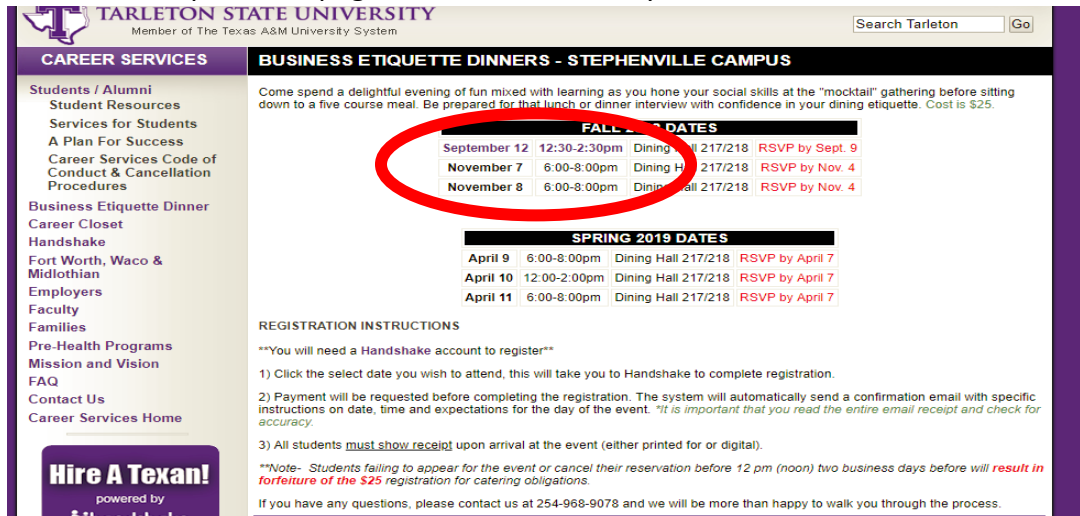 TARLETON STATE UNIVERSITY
Member of The Texas A&M University System
Search Tarleton
Go
CAREER SERVICES
Students / Alumni
Student Resources
Services for Students
A Plan For Success
Career Services Code of
Conduct & Cancellation
Procedures
Business Etiquette Dinner
Career Closet
Handshake
Fort Worth, Waco &
Midlothian
Employers
Faculty
Families
Pre-Health Programs
Mission and Vision
FAQ
Contact Us
Career Services Home
Hire A Texan!
powered by
BUSINESS ETIQUETTE DINNERS - STEPHENVILLE CAMPUS
Come spend a delightful evening of fun mixed with learning as you hone your social skills at the "mocktail" gathering before sitting
down to a five course meal. Be prepared for that lunch or dinner interview with confidence in your dining etiquette. Cost is $25.
FALL DATES
September 12 12:30-2:30pm Dining Hall 217/218 RSVP by Sept. 9
November 7 6:00-8:00pm Dining Hall 217/218 RSVP by Nov. 4
November 8 6:00-8:00pm Dining Hall 217/218 RSVP by Nov. 4
SPRING 2019 DATES
April 9 6:00-8:00pm Dining Hall 217/218 RSVP by April 7
April 10 12:00-2:00pm Dining Hall 217/218 RSVP by April 7
April 11 6:00-8:00pm Dining Hall 217/218 RSVP by April 7
REGISTRATION INSTRUCTIONS
**You will need a Handshake account to register**
1) Click the select date you wish to attend, this will take you to Handshake to complete registration.
2) Payment will be requested before completing the registration. The system will automatically send a confirmation email with specific
instructions on date, time and expectations for the day of the event. *It is important that you read the entire email receipt and check for
accuracy.
3) All students must show receipt upon arrival at the event (either printed for or digital).
**Note- Students failing to appear for the event or cancel their reservation before 12 pm (noon) two business days before will result in
forfeiture of the $25 registration for catering obligations.
If you have any questions, please contact us at 254-968-9078 and we will be more than happy to walk you through the process.